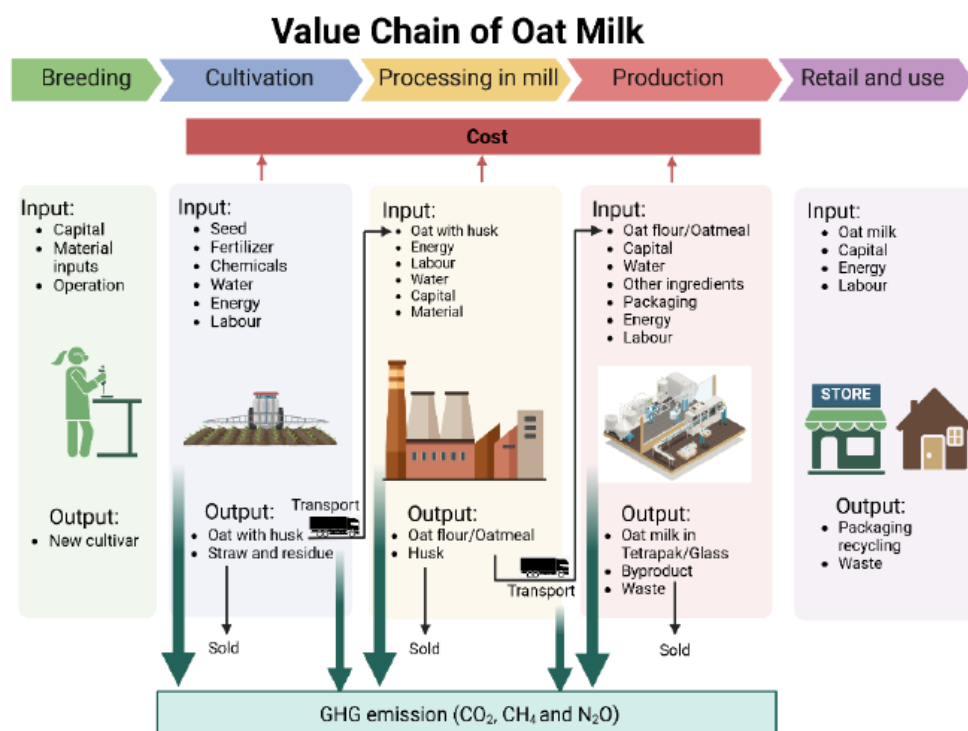 Value Chain of Oat Milk
Breeding
Cultivation
Processing in mill
Production
Retail and use
Cost
Input:
• Capital
• Material
inputs
• Operation
Output:
• New cultivar
Input:
• Seed
• Fertilizer
• Chemicals
• Water
• Energy
• Labour
Output:
• Oat with husk
• Straw and residue
Sold
Transport
Input:
• Oat with husk
• Energy
• Labour
• Water
• Capital
• Material
Output:
• Oat flour/Oatmeal
• Husk
Sold
Transport
Input:
• Oat flour/Oatmeal
• Capital
• Water
• Other ingredients
• Packaging
• Energy
• Labour
Output:
• Oat milk in
Tetrapak/Glass
• Byproduct
• Waste
Sold
Input:
• Oat milk
• Capital
• Energy
• Labour
STORE
Output:
• Packaging
recycling
• Waste
GHG emission (CO₂, CH₄ and N₂O)